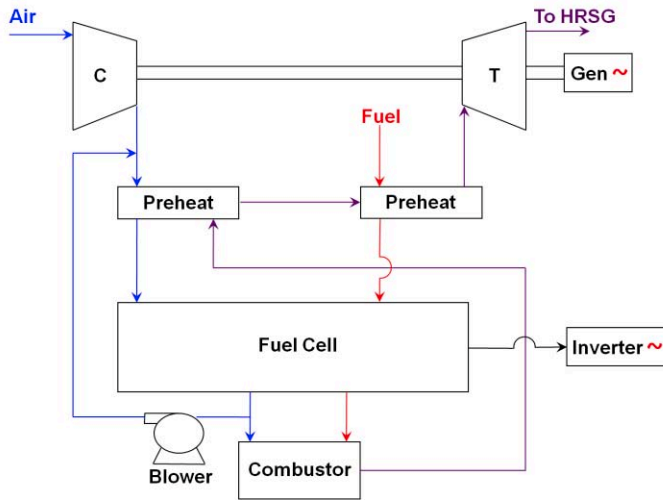 Air
To HRSG
C
T
Gen ~
Fuel
Preheat
Preheat
Fuel Cell
Inverter ~
Blower
Combustor